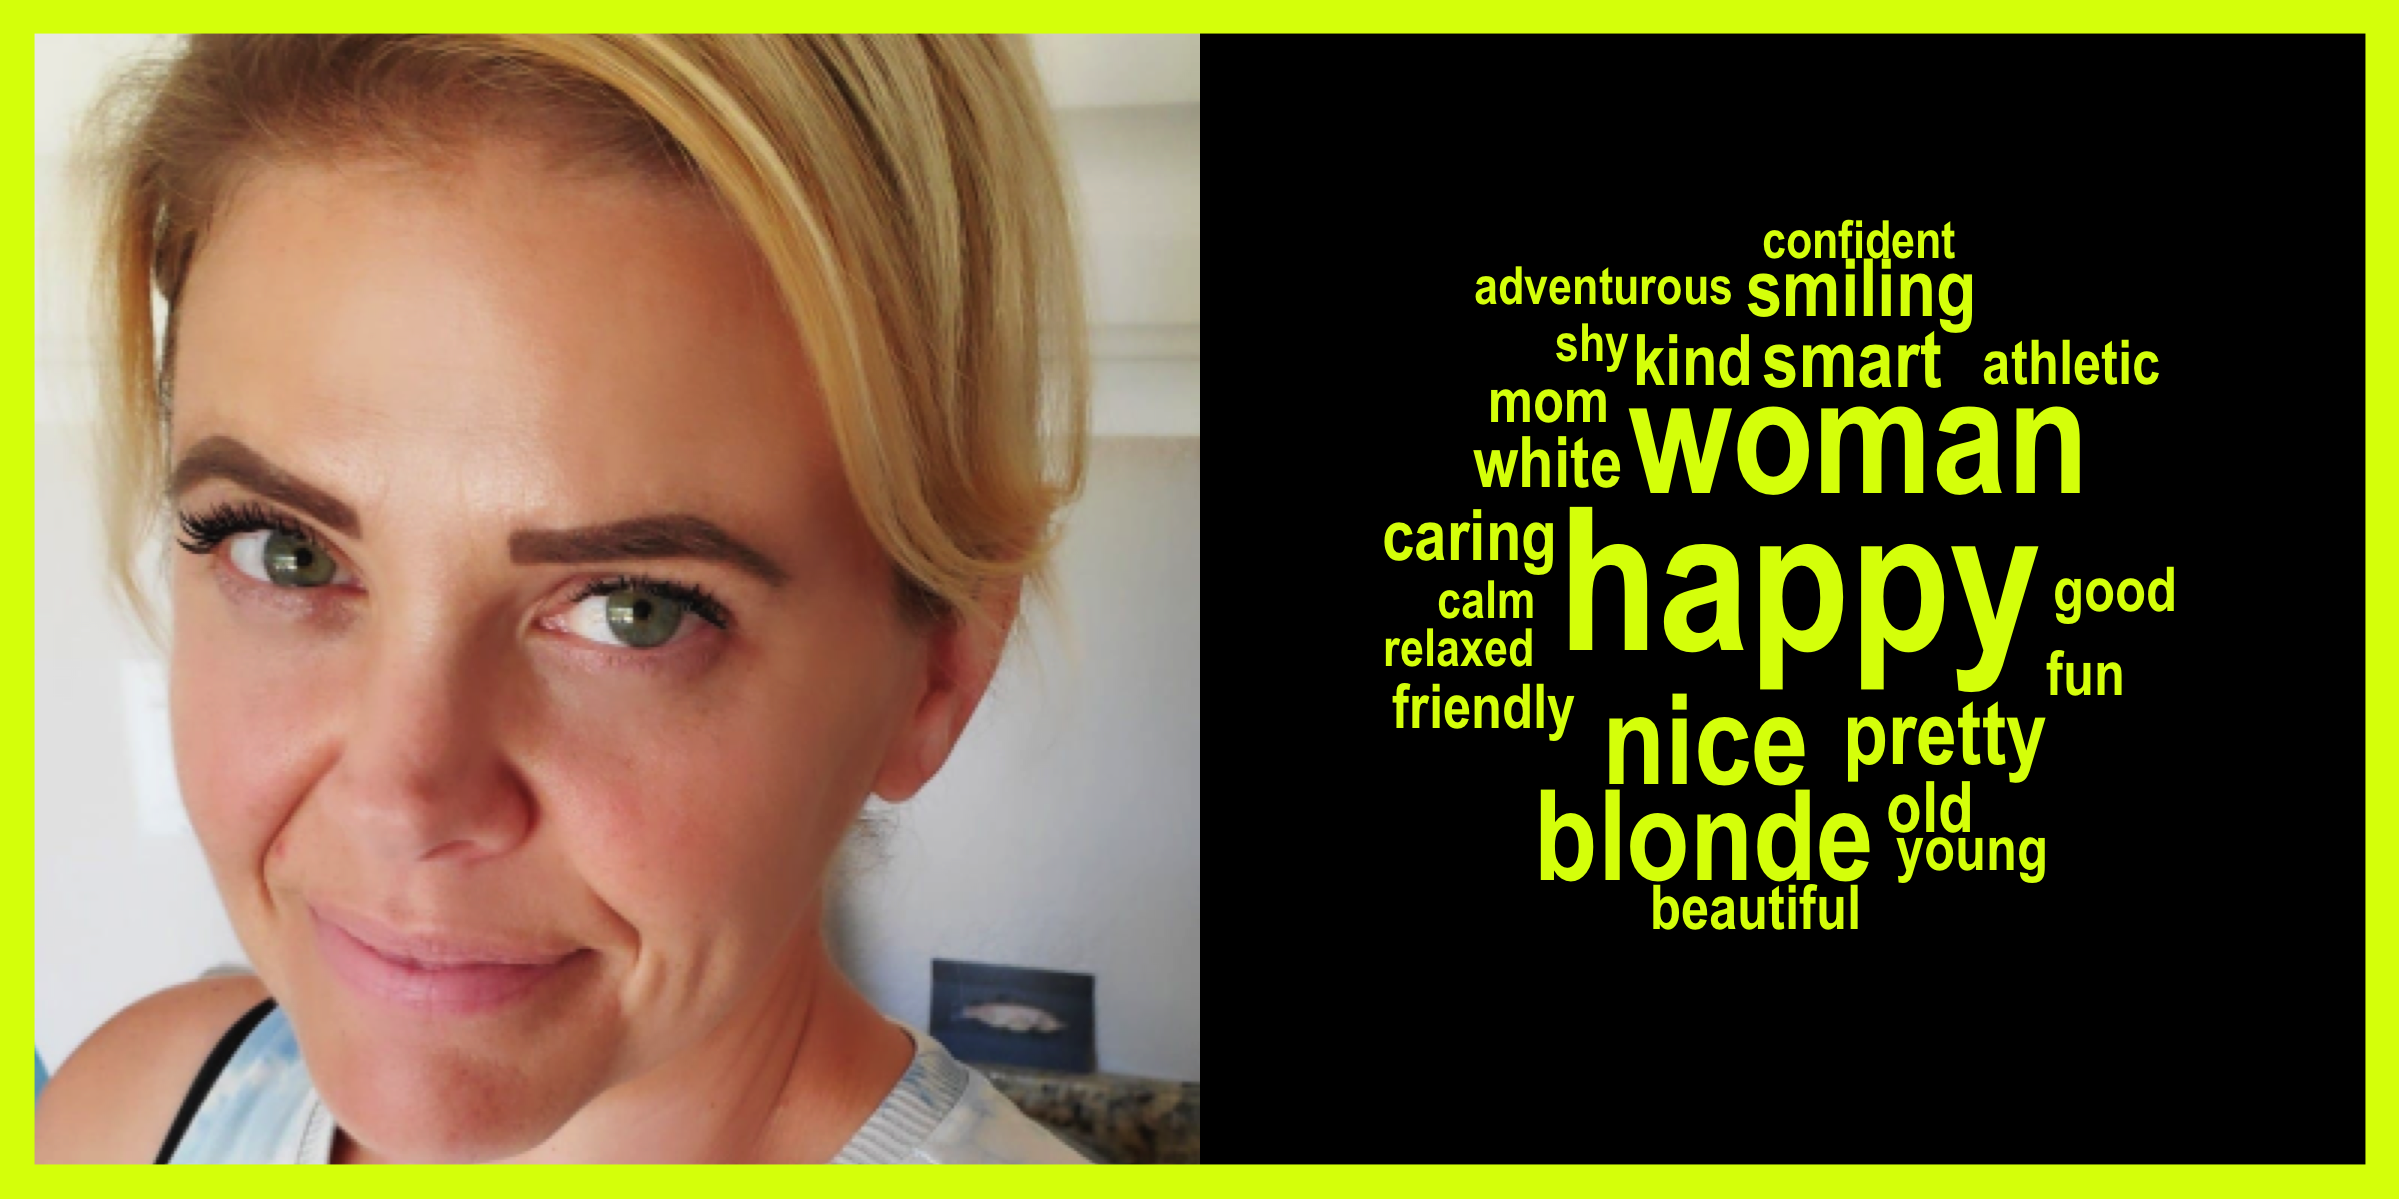 confident
adventurous smiling
shy kind smart athletic
mom
white woman
caring happy good
calm
relaxed fun
friendly nice pretty
blonde old
young
beautiful